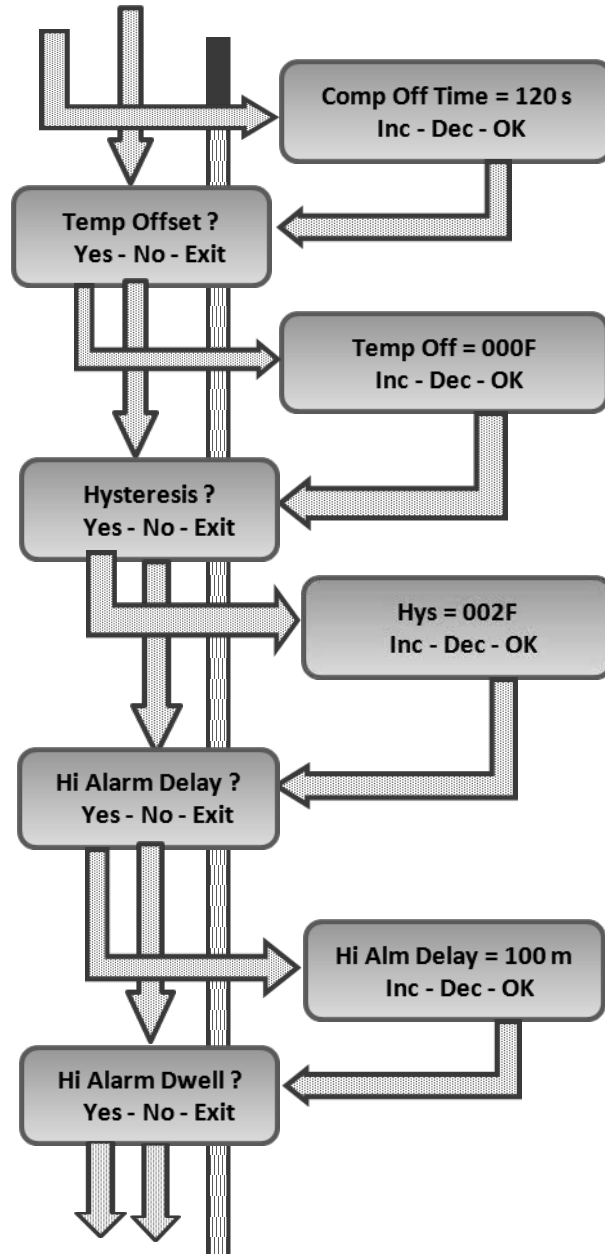 Comp Off Time = 120 s
Inc - Dec - OK
Temp Offset ?
Yes - No - Exit
Temp Off = 000F
Inc - Dec - OK
Hysteresis ?
Yes - No - Exit
Hys = 002F
Inc - Dec - OK
Hi Alarm Delay ?
Yes - No - Exit
Hi Alm Delay = 100 m
Inc - Dec - OK
Hi Alarm Dwell ?
Yes - No - Exit